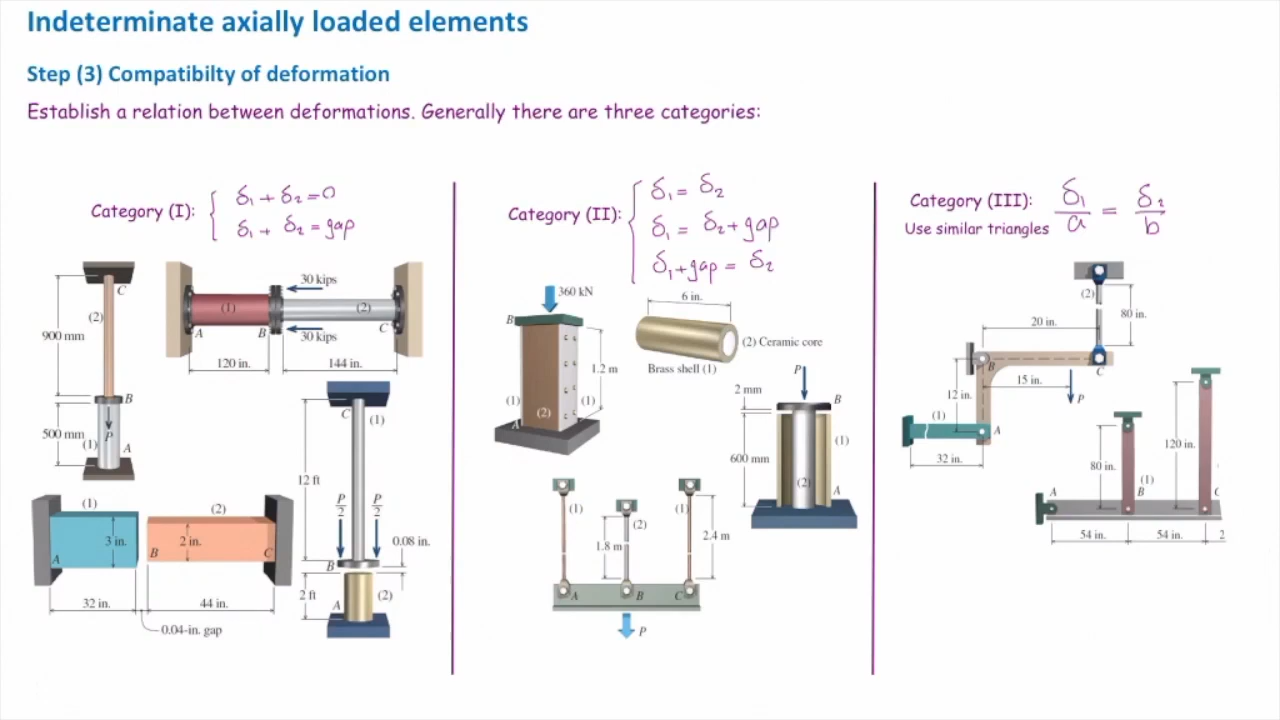 Indeterminate axially loaded elements
Step (3) Compatibilty of deformation
Establish a relation between deformations. Generally there are three categories:
Category (I):
δ₁ + δ₂ = 0
δ₁ + δ₂ = gap
C
(2)
900 mm
B
500 mm
P
(1)
A
30 kips
(1)
(2)
A
B
C
30 kips
120 in.
144 in.
C
(1)
12 ft
P/2
P/2
0.08 in.
B
2 ft
A
(2)
(1)
(2)
3 in.
2 in.
A
B
C
32 in.
44 in.
0.04-in. gap
Category (II):
δ₁ = δ₂
δ₁ = δ₂ + gap
δ₁ + gap = δ₂
360 kN
B
1.2 m
(1)
(1)
(2)
A
6 in.
(2) Ceramic core
Brass shell (1)
P
2 mm
B
(1)
600 mm
(2)
A
(1)
(2)
(1)
1.8 m
2.4 m
A
B
C
P
Category (III):
δ₁/a = δ₂/b
Use similar triangles
(2)
80 in.
20 in.
B
C
15 in.
12 in.
P
(1)
A
32 in.
120 in.
80 in.
(1)
A
B
C
54 in.
54 in.
2